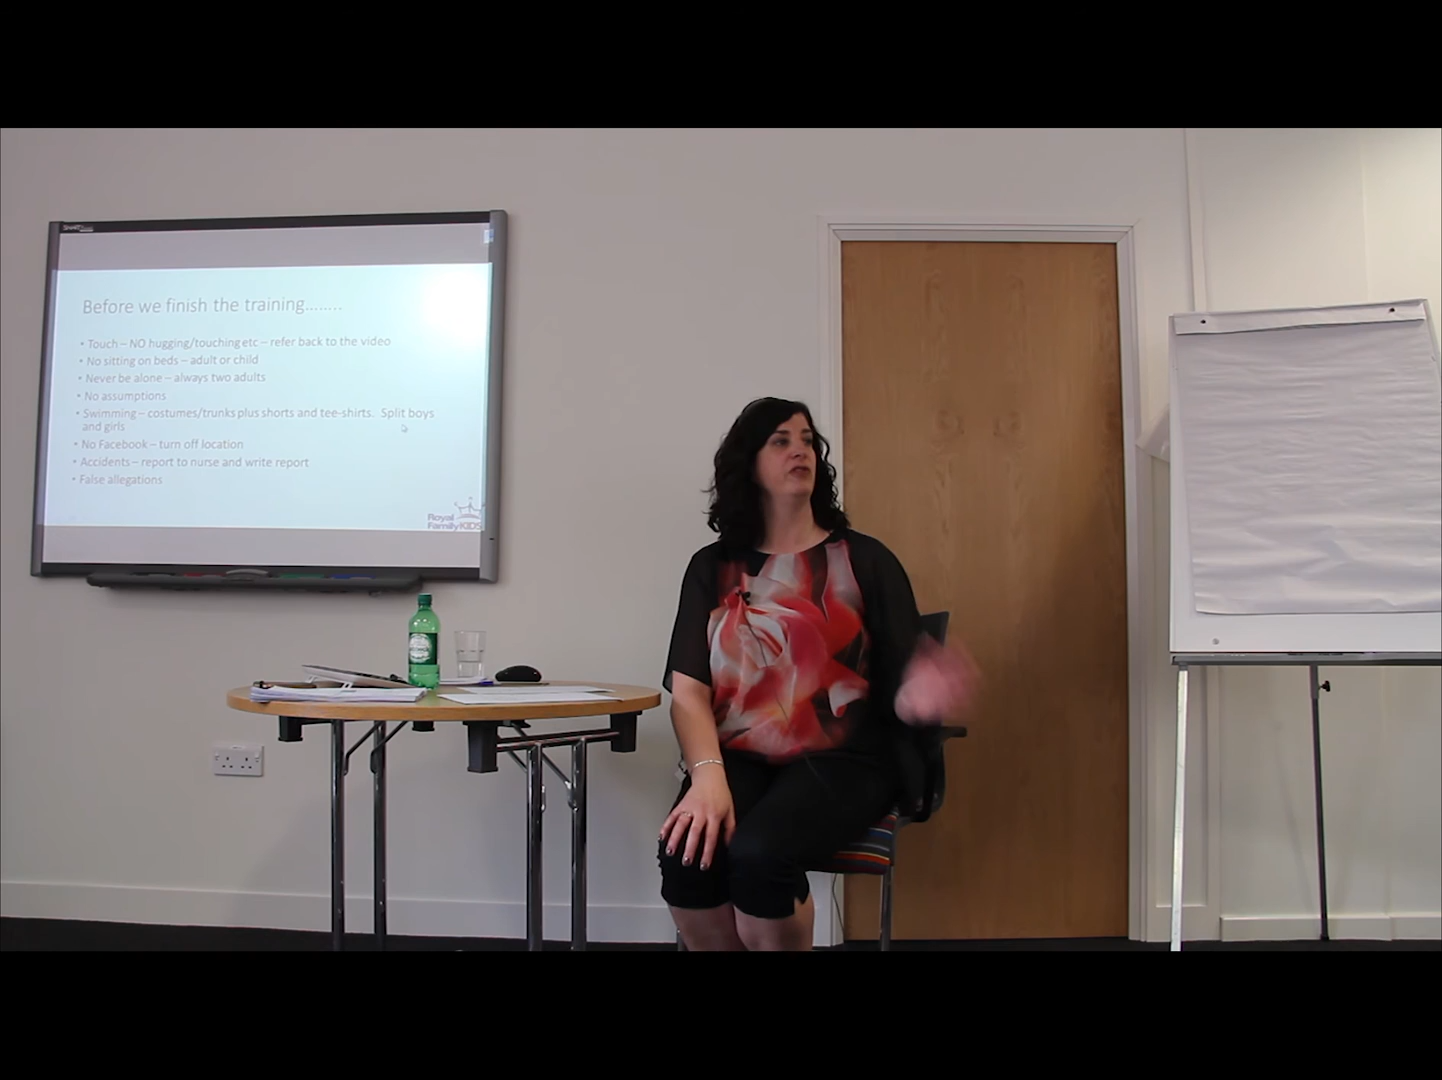 SMART
Before we finish the training........
• Touch – NO hugging/touching etc – refer back to the video
• No sitting on beds – adult or child
• Never be alone – always two adults
• No assumptions
• Swimming – costumes/trunks plus shorts and tee-shirts. Split boys
and girls
• No Facebook – turn off location
• Accidents – report to nurse and write report
• False allegations
Royal
Family KIDS